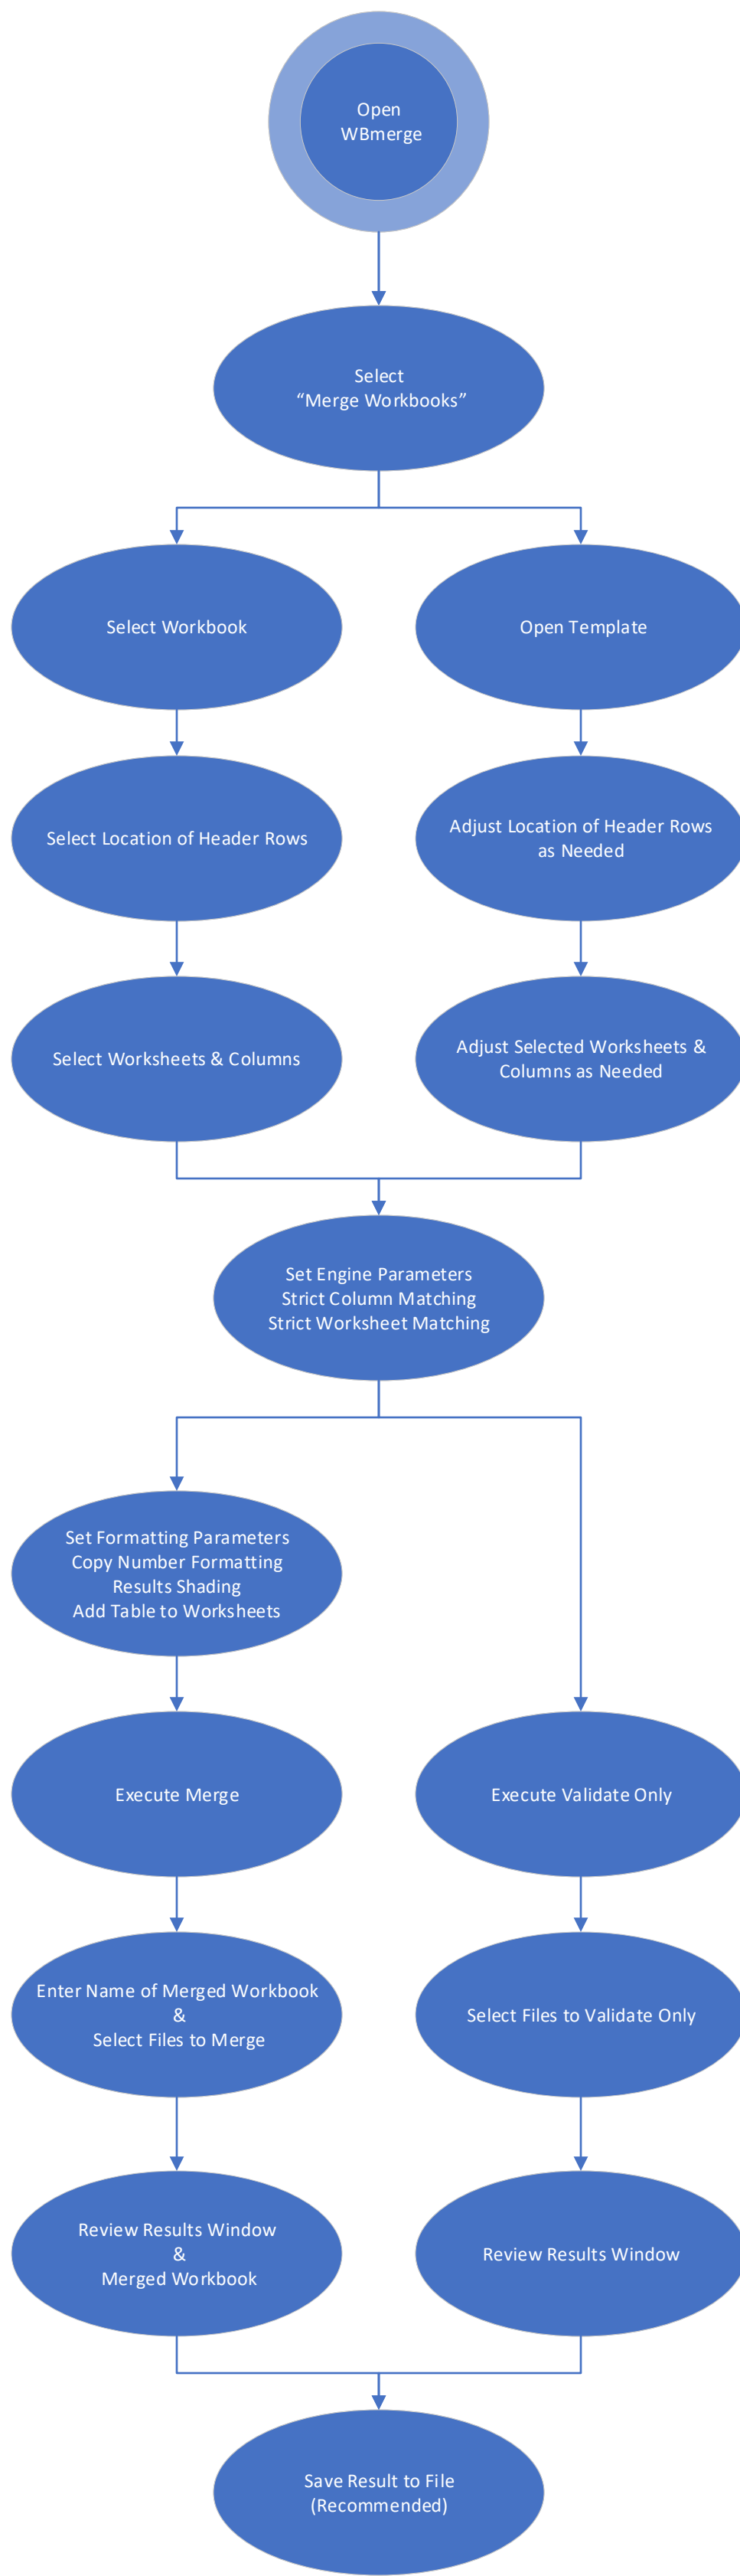 Open
WBmerge
Select
“Merge Workbooks”
Select Workbook
Open Template
Select Location of Header Rows
Adjust Location of Header Rows
as Needed
Select Worksheets & Columns
Adjust Selected Worksheets &
Columns as Needed
Set Engine Parameters
Strict Column Matching
Strict Worksheet Matching
Set Formatting Parameters
Copy Number Formatting
Results Shading
Add Table to Worksheets
Execute Merge
Execute Validate Only
Enter Name of Merged Workbook
&
Select Files to Merge
Select Files to Validate Only
Review Results Window
&
Merged Workbook
Review Results Window
Save Result to File
(Recommended)